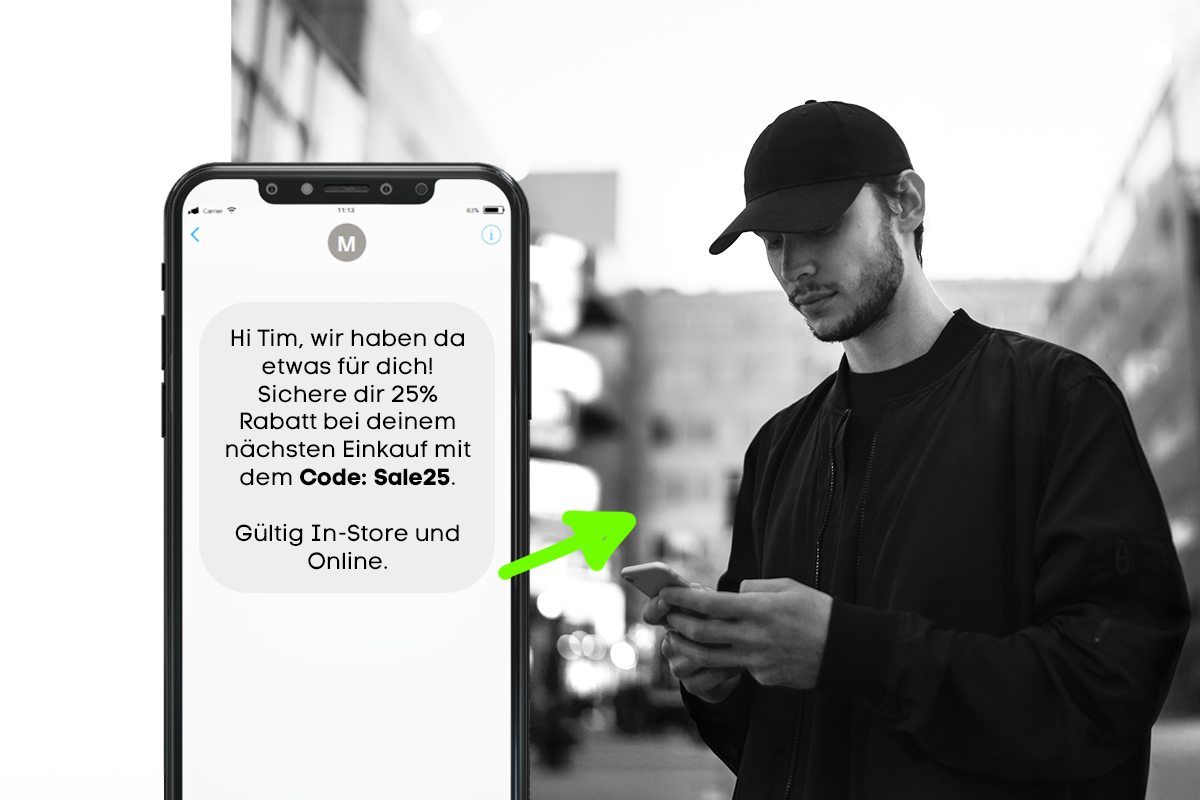 Carrier 11:13 83%
M
i
Hi Tim, wir haben da
etwas für dich!
Sichere dir 25%
Rabatt bei deinem
nächsten Einkauf mit
dem Code: Sale25.
Gültig In-Store und
Online.